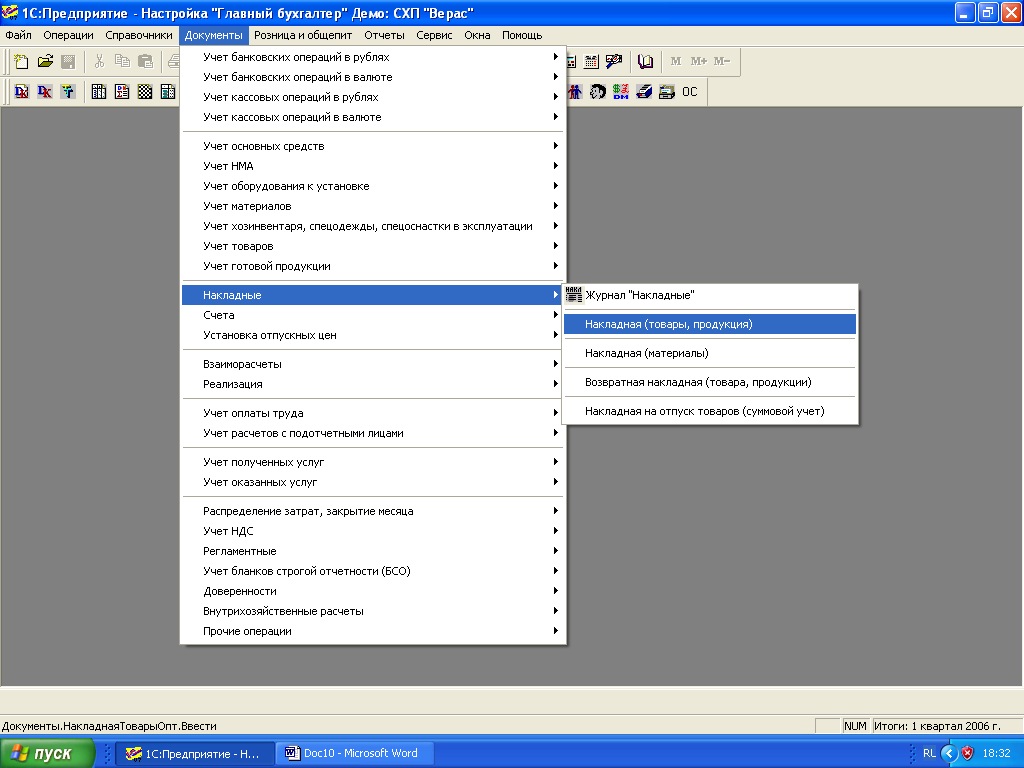 1С:Предприятие - Настройка "Главный бухгалтер" Демо: СХП "Верас"
Файл Операции Справочники Документы Розница и общепит Отчеты Сервис Окна Помощь
M M+ M-
ОС
Учет банковских операций в рублях
Учет банковских операций в валюте
Учет кассовых операций в рублях
Учет кассовых операций в валюте
Учет основных средств
Учет НМА
Учет оборудования к установке
Учет материалов
Учет хозинвентаря, спецодежды, спецоснастки в эксплуатации
Учет товаров
Учет готовой продукции
Накладные
Счета
Установка отпускных цен
Взаиморасчеты
Реализация
Учет оплаты труда
Учет расчетов с подотчетными лицами
Учет полученных услуг
Учет оказанных услуг
Распределение затрат, закрытие месяца
Учет НДС
Регламентные
Учет бланков строгой отчетности (БСО)
Доверенности
Внутрихозяйственные расчеты
Прочие операции
Журнал "Накладные"
Накладная (товары, продукция)
Накладная (материалы)
Возвратная накладная (товара, продукции)
Накладная на отпуск товаров (суммовой учет)
Документы.НакладнаяТоварыОпт.Ввести
NUM Итоги: 1 квартал 2006 г.
пуск 1С:Предприятие - Н... Doc10 - Microsoft Word RL 18:32